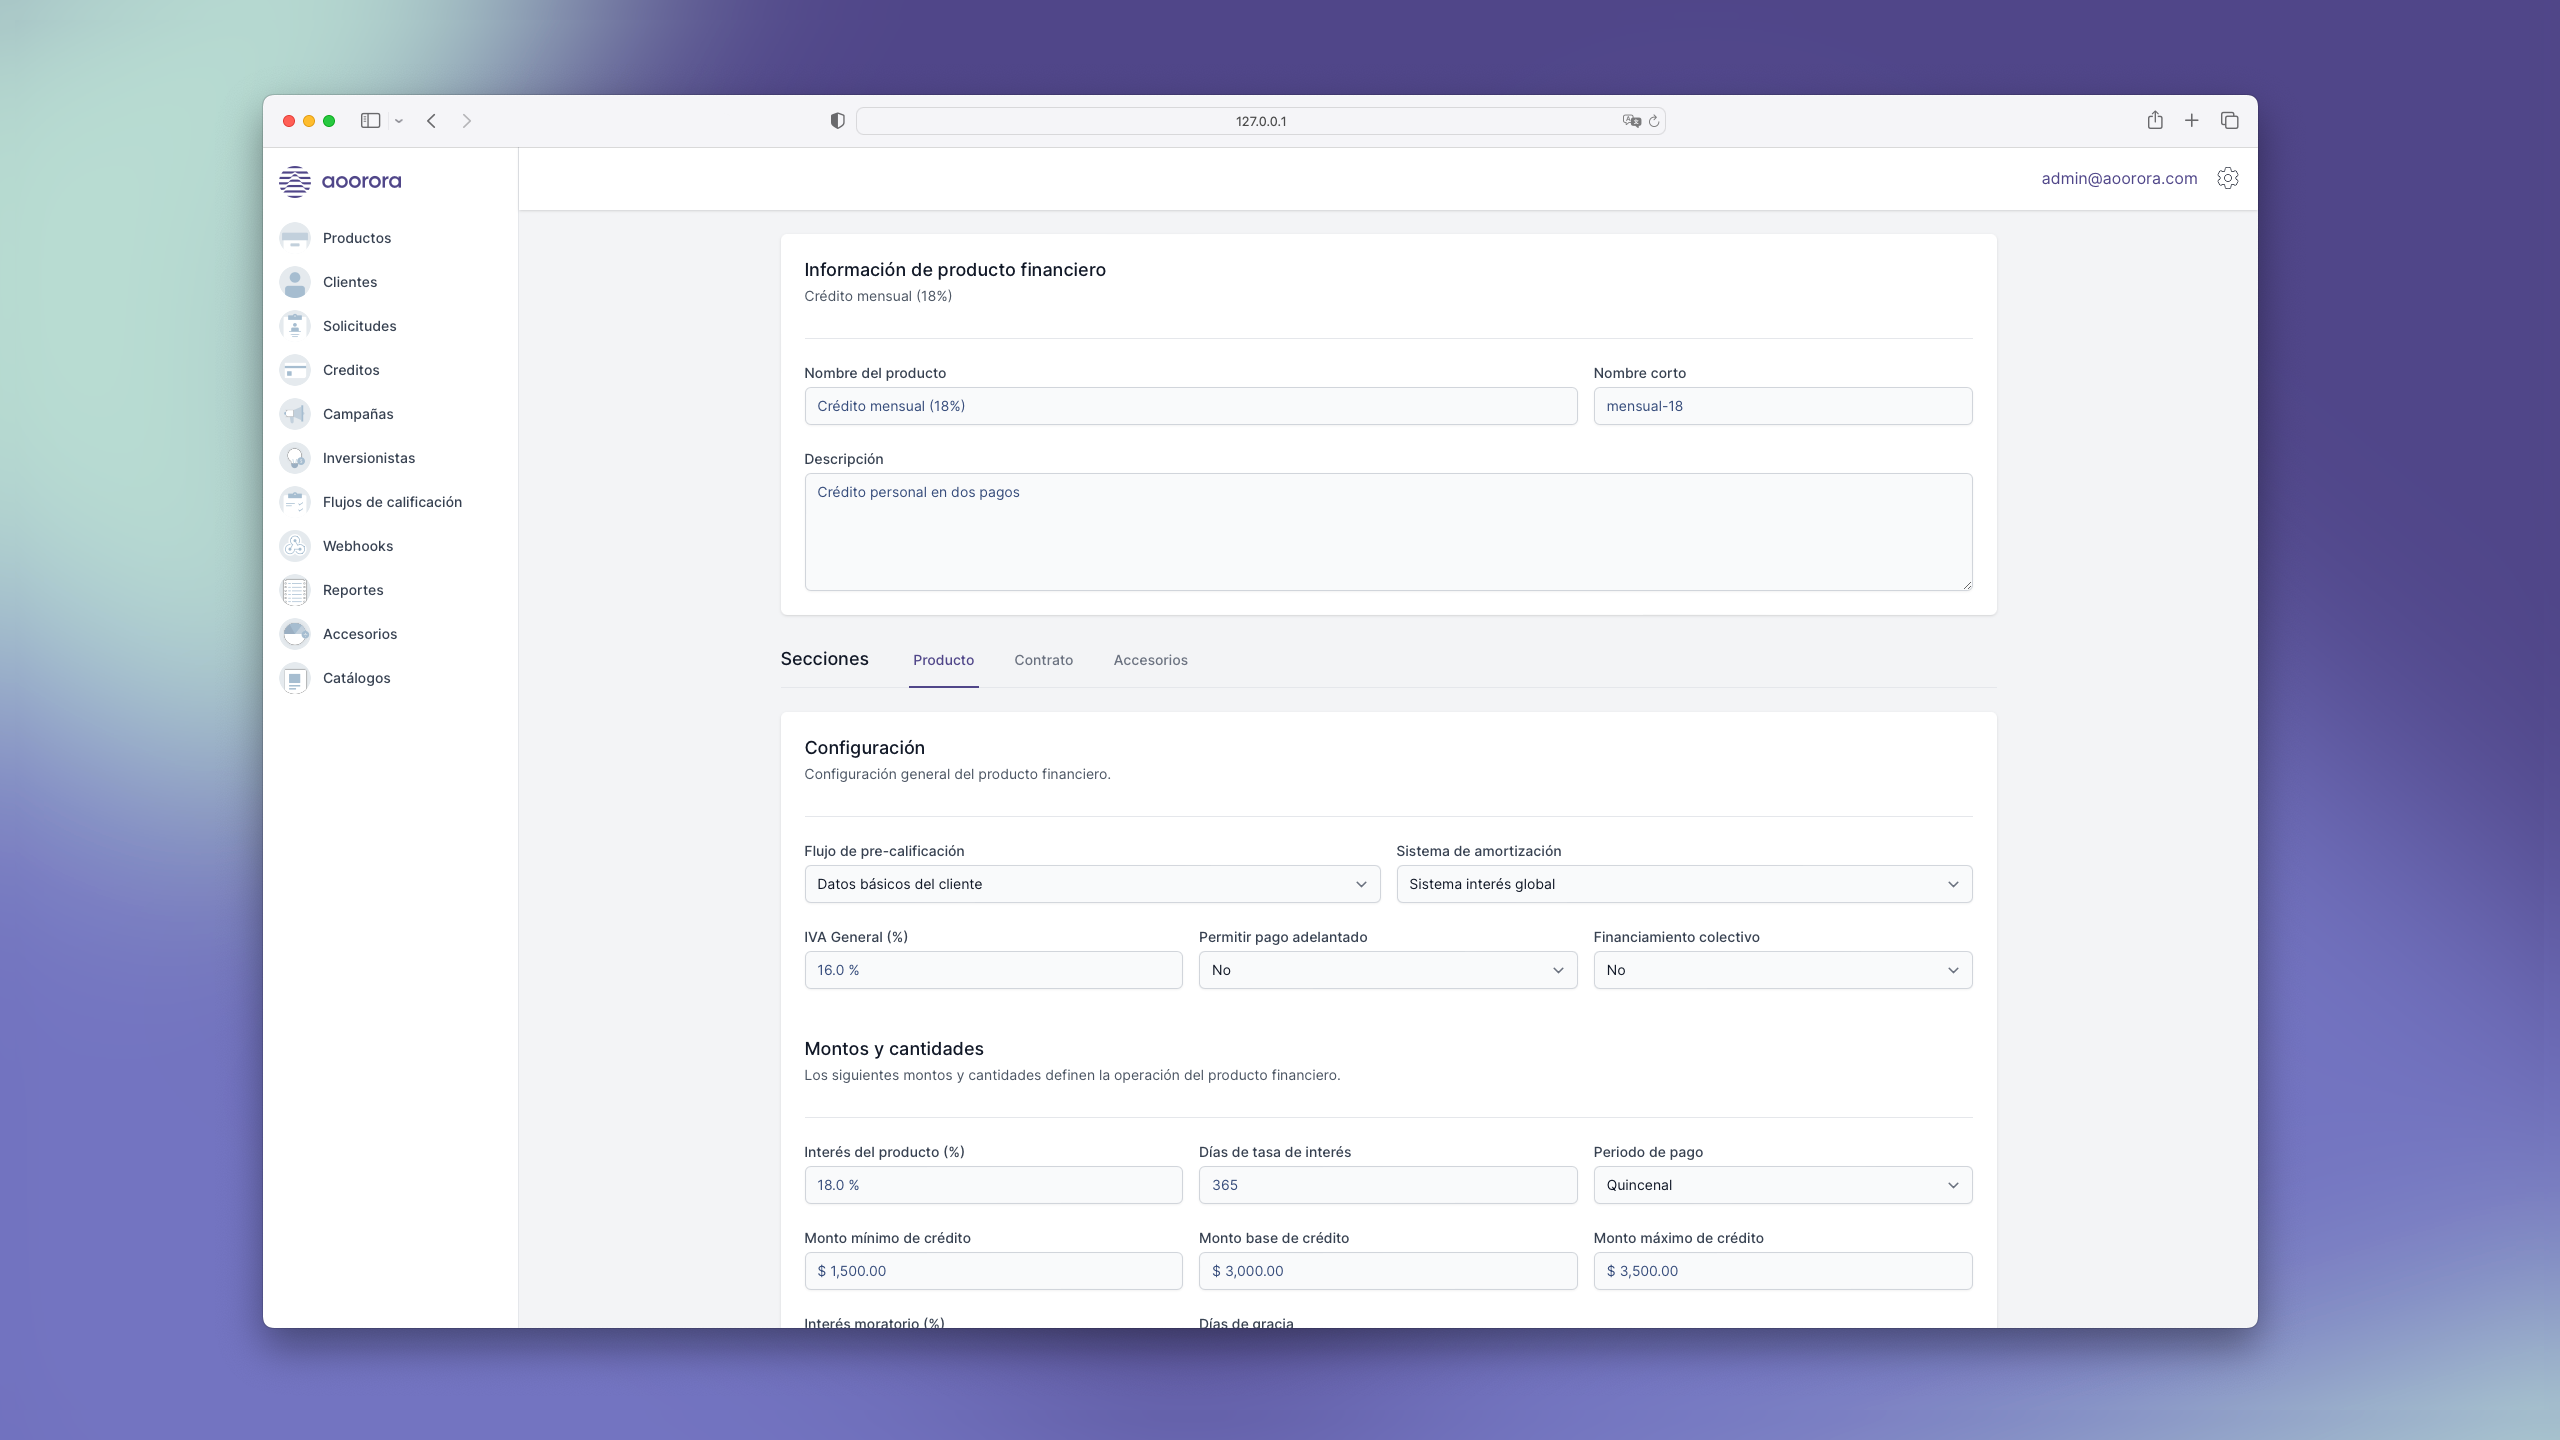 127.0.0.1
aoorora
admin@aoorora.com
Productos
Clientes
Solicitudes
Creditos
Campañas
Inversionistas
Flujos de calificación
Webhooks
Reportes
Accesorios
Catálogos
Información de producto financiero
Crédito mensual (18%)
Nombre del producto
Nombre corto
Crédito mensual (18%)
mensual-18
Descripción
Crédito personal en dos pagos
Secciones
Producto
Contrato
Accesorios
Configuración
Configuración general del producto financiero.
Flujo de pre-calificación
Sistema de amortización
Datos básicos del cliente
Sistema interés global
IVA General (%)
Permitir pago adelantado
Financiamiento colectivo
16.0 %
No
No
Montos y cantidades
Los siguientes montos y cantidades definen la operación del producto financiero.
Interés del producto (%)
Días de tasa de interés
Periodo de pago
18.0 %
365
Quincenal
Monto mínimo de crédito
Monto base de crédito
Monto máximo de crédito
$ 1,500.00
$ 3,000.00
$ 3,500.00
Interés moratorio (%)
Días de gracia